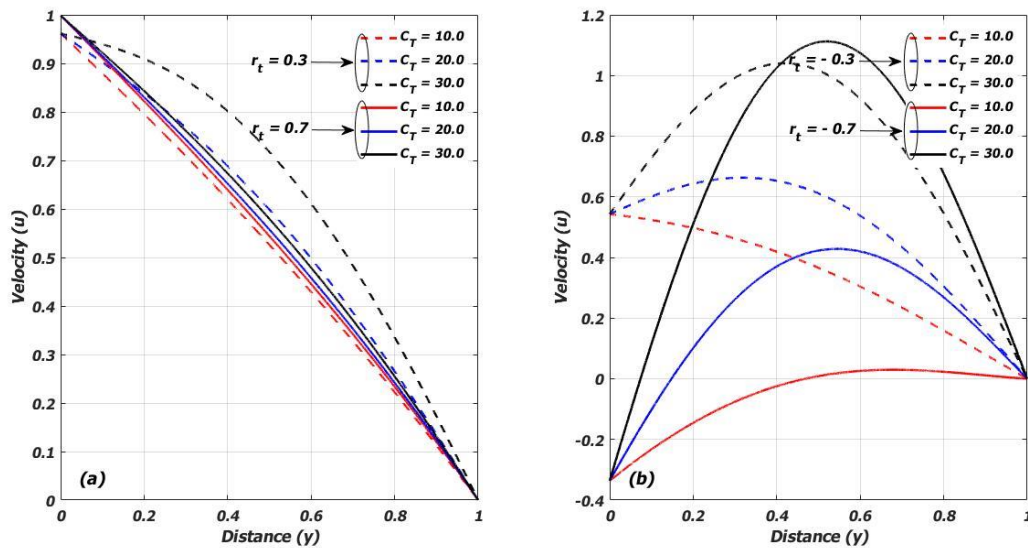 1
0.9
0.8
0.7
0.6
0.5
0.4
0.3
0.2
0.1
0
Velocity (u)
C_T = 10.0
C_T = 20.0
C_T = 30.0
r_t = 0.3
C_T = 10.0
C_T = 20.0
C_T = 30.0
r_t = 0.7
(a)
0 0.2 0.4 0.6 0.8 1
Distance (y)
1.2
1
0.8
0.6
0.4
0.2
0
-0.2
-0.4
Velocity (u)
C_T = 10.0
C_T = 20.0
C_T = 30.0
r_t = - 0.3
C_T = 10.0
C_T = 20.0
C_T = 30.0
r_t = - 0.7
(b)
0 0.2 0.4 0.6 0.8 1
Distance (y)